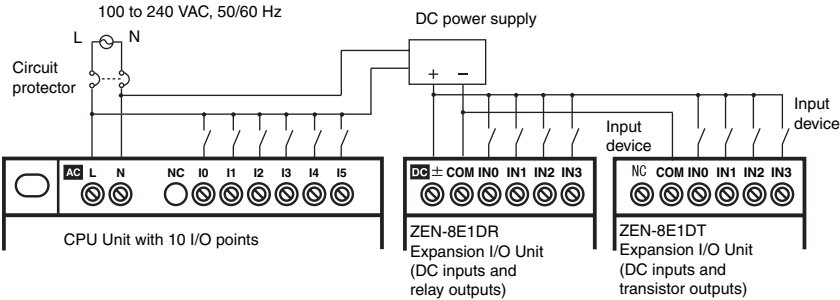 100 to 240 VAC, 50/60 Hz
L N
Circuit
protector
DC power supply
+ −
Input
device
Input
device
AC L N NC I0 I1 I2 I3 I4 I5
DC ± COM IN0 IN1 IN2 IN3
NC COM IN0 IN1 IN2 IN3
CPU Unit with 10 I/O points
ZEN-8E1DR
Expansion I/O Unit
(DC inputs and
relay outputs)
ZEN-8E1DT
Expansion I/O Unit
(DC inputs and
transistor outputs)